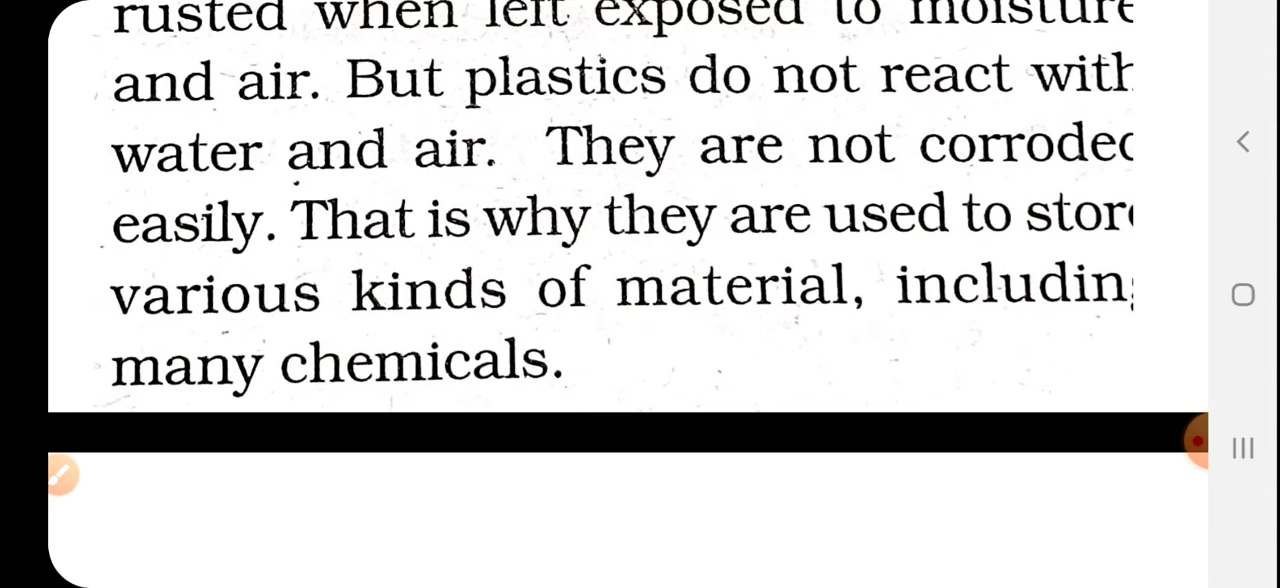 rusted when left exposed to moisture
and air. But plastics do not react with
water and air. They are not corroded
easily. That is why they are used to store
various kinds of material, including
many chemicals.